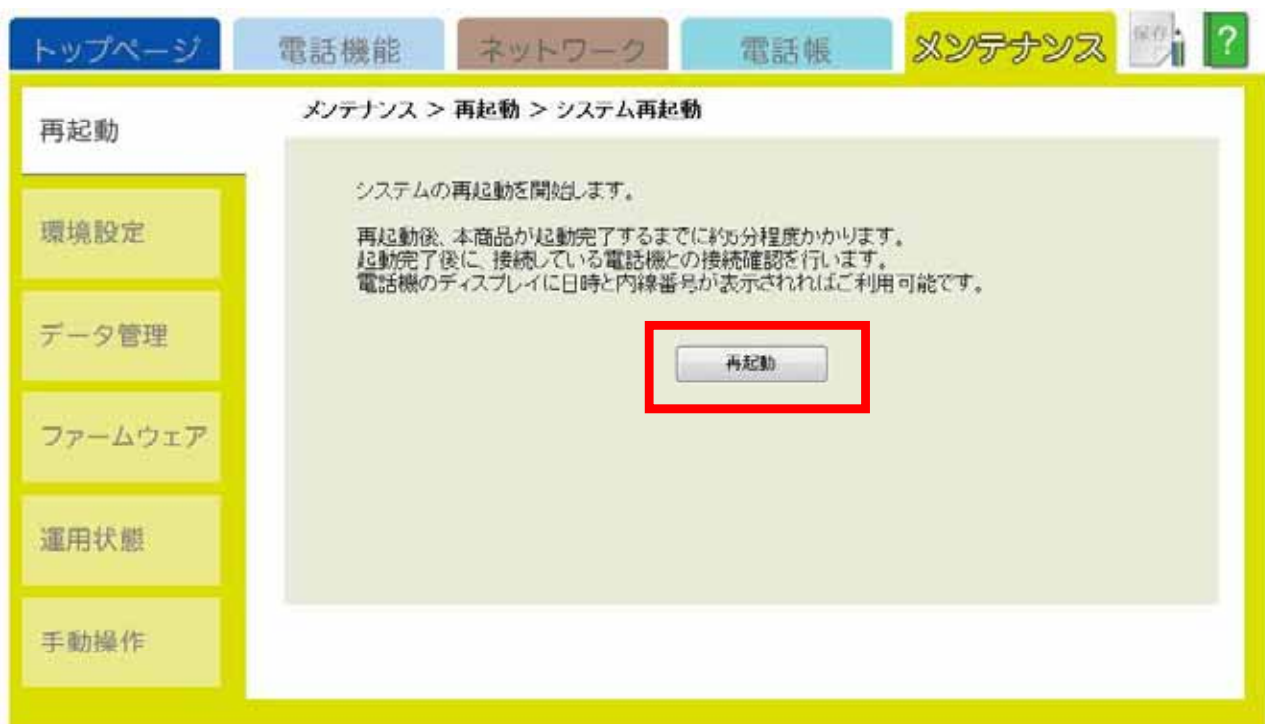 トップページ 電話機能 ネットワーク 電話帳 メンテナンス 保存 ?
メンテナンス > 再起動 > システム再起動
再起動
環境設定
データ管理
ファームウェア
運用状態
手動操作
システムの再起動を開始します。
再起動後、本商品が起動完了するまでに約5分程度かかります。
起動完了後に、接続している電話機との接続確認を行います。
電話機のディスプレイに日時と内線番号が表示されればご利用可能です。
再起動